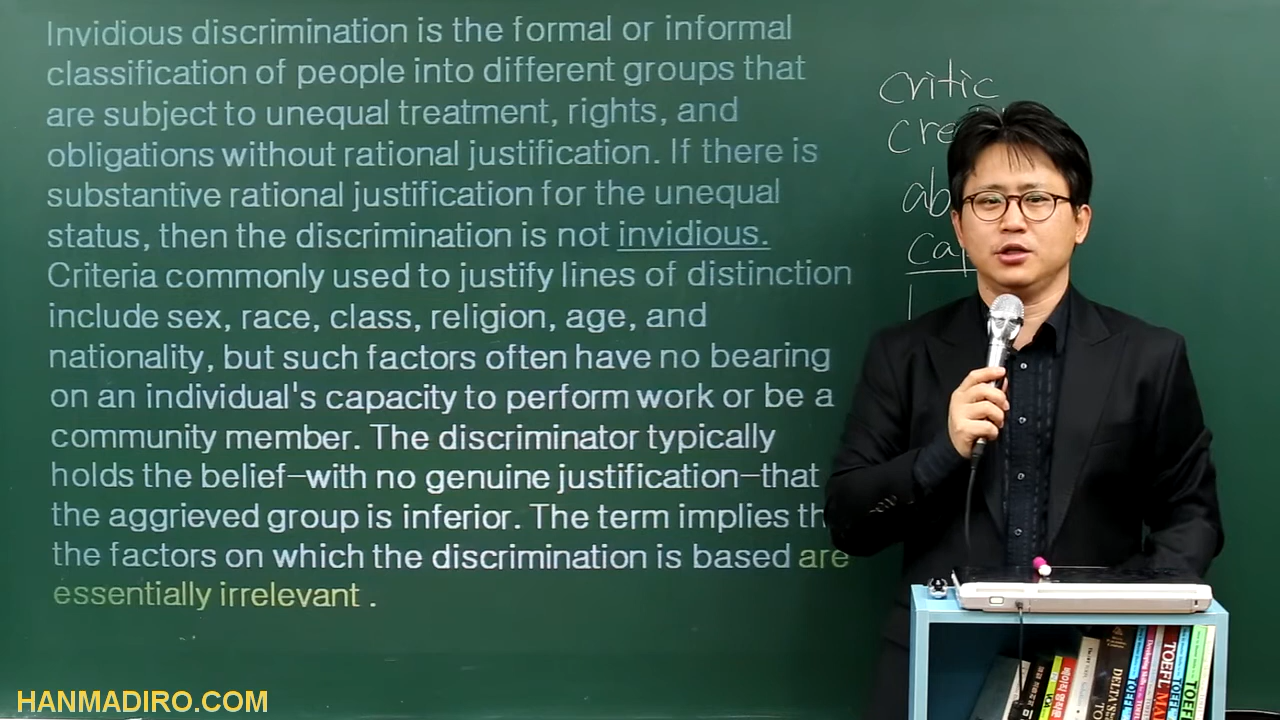 Invidious discrimination is the formal or informal
classification of people into different groups that
are subject to unequal treatment, rights, and
obligations without rational justification. If there is
substantive rational justification for the unequal
status, then the discrimination is not invidious.
Criteria commonly used to justify lines of distinction
include sex, race, class, religion, age, and
nationality, but such factors often have no bearing
on an individual's capacity to perform work or be a
community member. The discriminator typically
holds the belief—with no genuine justification—that
the aggrieved group is inferior. The term implies
the factors on which the discrimination is based are
essentially irrelevant .
critic
HANMADIRO.COM
DELTA'S
TOEFL
TOEFL MA
TOEFL